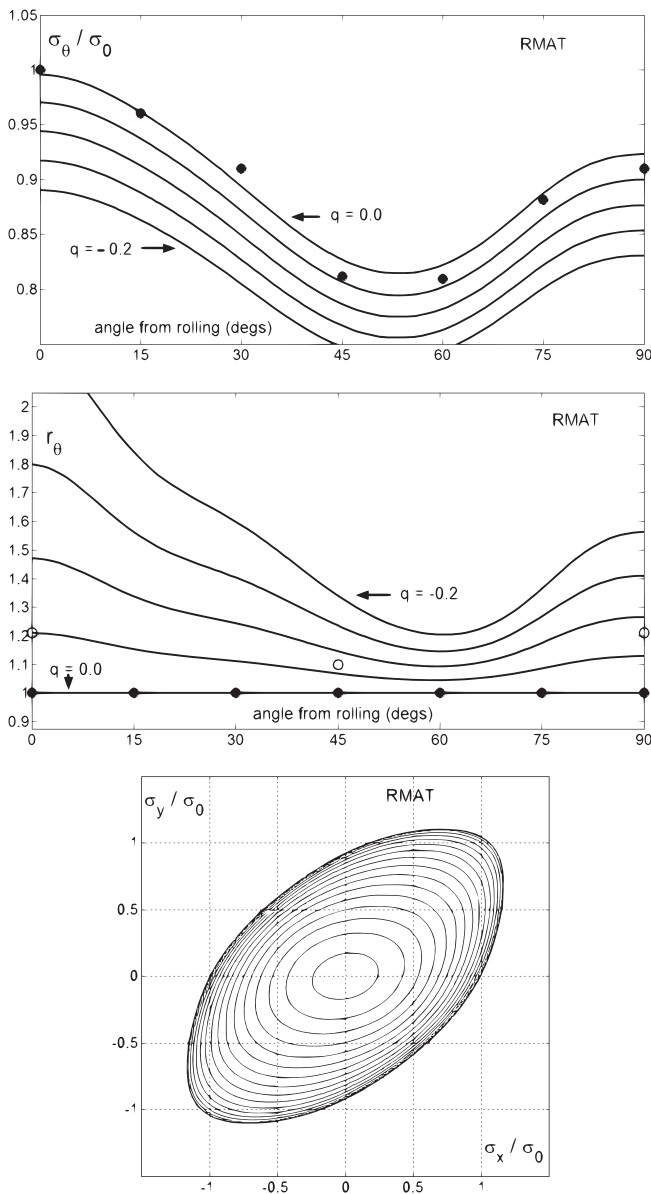 1.05
σθ / σ0
RMAT
1
0.95
0.9
q = 0.0
0.85
q = - 0.2
0.8
angle from rolling (degs)
0 15 30 45 60 75 90
2
rθ
RMAT
1.9
1.8
1.7
1.6
1.5
1.4
q = -0.2
1.3
1.2
1.1
q = 0.0
1
angle from rolling (degs)
0.9
0 15 30 45 60 75 90
σy / σ0
RMAT
1
0.5
0
-0.5
-1
σx / σ0
-1 -0.5 0 0.5 1